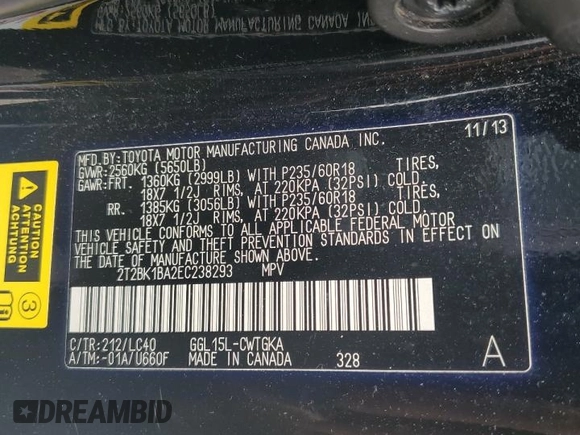 MFD.BY:TOYOTA MOTOR MANUFACTURING CANADA INC. 11/13
GVWR:2560KG (5650LB)
GAWR:FRT. 1360KG (2999LB) WITH P235/60R18 TIRES,
18X7 1/2J RIMS, AT 220KPA (32PSI) COLD.
RR. 1385KG (3056LB) WITH P235/60R18 TIRES,
18X7 1/2J RIMS, AT 220KPA (32PSI) COLD.
THIS VEHICLE CONFORMS TO ALL APPLICABLE FEDERAL MOTOR
VEHICLE SAFETY AND THEFT PREVENTION STANDARDS IN EFFECT ON
THE DATE OF MANUFACTURE SHOWN ABOVE.
2T2BK1BA2EC238293 MPV
C/TR:212/LC40 GGL15L-CWTGKA
A/TM:-01A/U660F MADE IN CANADA 328 A
CAUTION
ATTENTION
ACHTUNG
3
DREAMBID